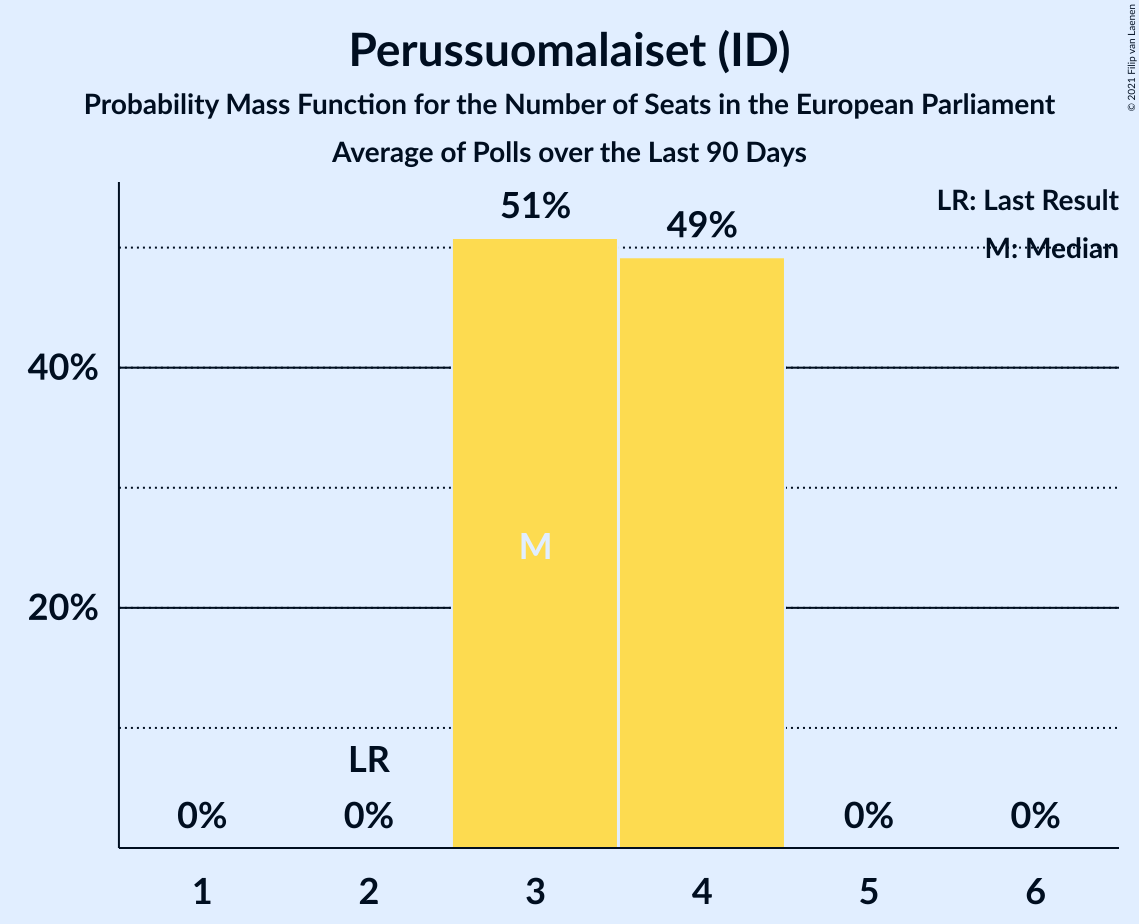 Perussuomalaiset (ID)
Probability Mass Function for the Number of Seats in the European Parliament
Average of Polls over the Last 90 Days
© 2021 Filip van Laenen
LR: Last Result
M: Median
51%
49%
40%
20%
M
LR
0%
0%
0%
0%
1
2
3
4
5
6